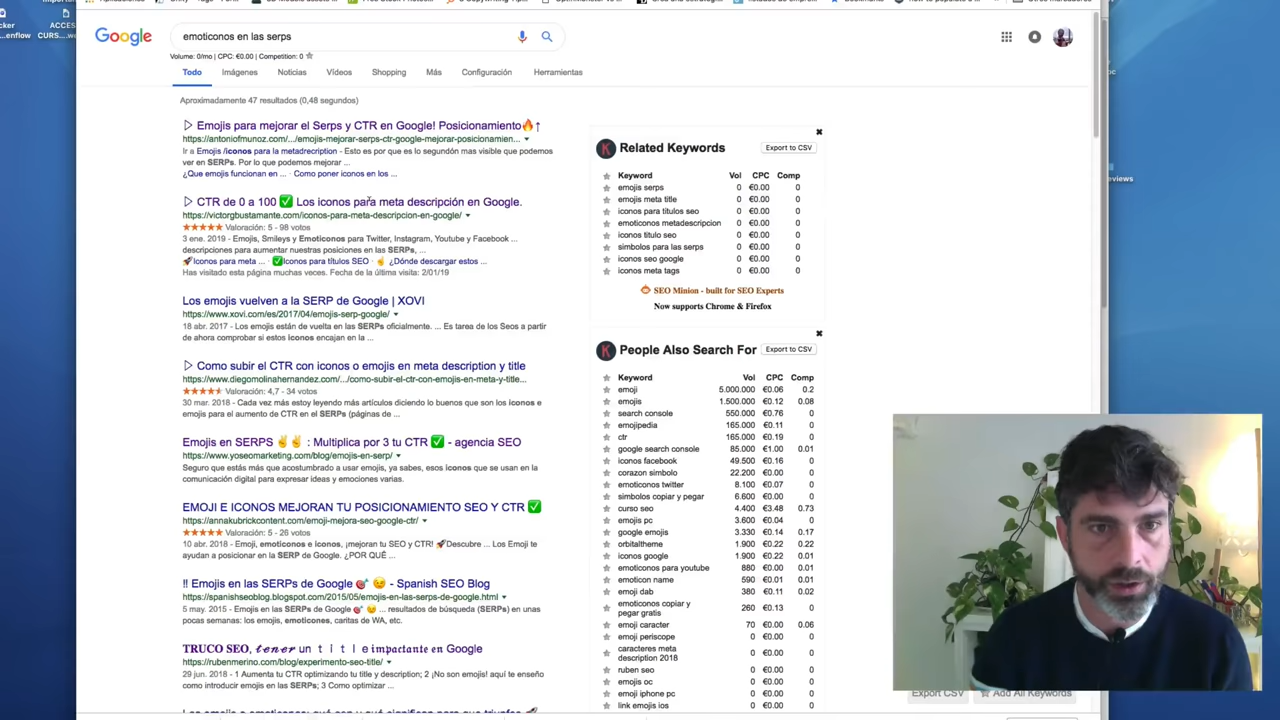 ACCES
CURS...we
cker
.enflow
Google
emoticonos en las serps
Volume: 0/mo | CPC: €0.00 | Competition: 0
Todo
Imágenes
Noticias
Vídeos
Shopping
Más
Configuración
Herramientas
Aproximadamente 47 resultados (0,48 segundos)
▷ Emojis para mejorar el Serps y CTR en Google! Posicionamiento🔥↑
https://antoniofmunoz.com/.../emojis-mejorar-serps-ctr-google-mejorar-posicionamien...
Ir a Emojis /iconos para la metadrecription - Esto es por que es lo segundón mas visible que podemos
ver en SERPs. Por lo que podemos mejorar ...
¿Que emojis funcionan en ... · Como poner iconos en los ...
▷ CTR de 0 a 100 ✅ Los iconos para meta descripción en Google.
https://victorgbustamante.com/iconos-para-meta-descripcion-en-google/
★★★★★ Valoración: 5 - 98 votos
3 ene. 2019 - Emojis, Smileys y Emoticonos para Twitter, Instagram, Youtube y Facebook ...
descripciones para aumentar nuestras posiciones en las SERPs, ...
🚀Iconos para meta ... · ✅Iconos para títulos SEO · ☝ ¿Dónde descargar estos ...
Has visitado esta página muchas veces. Fecha de la última visita: 2/01/19
Los emojis vuelven a la SERP de Google | XOVI
https://www.xovi.com/es/2017/04/emojis-serp-google/
18 abr. 2017 - Los emojis están de vuelta en las SERPs oficialmente. ... Es tarea de los Seos a partir
de ahora comprobar si estos iconos encajan en la ...
▷ Como subir el CTR con iconos o emojis en meta description y title
https://www.diegomolinahernandez.com/.../como-subir-el-ctr-con-emojis-en-meta-y-title...
Valoración: 4,7 - 34 votos
30 mar. 2018 - Cada vez más estoy leyendo más artículos diciendo lo buenos que son los iconos e
emojis para el aumento de CTR en el SERPs (páginas de ...
Emojis en SERPS ✌✌ : Multiplica por 3 tu CTR ✅ - agencia SEO
https://www.yoseomarketing.com/blog/emojis-en-serp/
Seguro que estás más que acostumbrado a usar emojis, ya sabes, esos iconos que se usan en la
comunicación digital para expresar ideas y emociones varias.
EMOJI E ICONOS MEJORAN TU POSICIONAMIENTO SEO Y CTR ✅
https://annakubrickcontent.com/emoji-mejora-seo-google-ctr/
★★★★★ Valoración: 5 - 26 votos
10 abr. 2018 - Emoji, emoticonos e iconos, ¡mejoran tu SEO y CTR! 🚀Descubre ... Los Emoji te
ayudan a posicionar en la SERP de Google. ¿POR QUÉ ...
‼ Emojis en las SERPs de Google 🎯 😏 - Spanish SEO Blog
https://spanishseoblog.blogspot.com/2015/05/emojis-en-las-serps-de-google.html
5 may. 2015 - Emojis en las SERPs de Google 🎯 😏 ... resultados de búsqueda (SERPs) en unas
pocas semanas: los emojis, emoticones, caritas de WA, etc.
TRUCO SEO, tener un t i t l e impactante en Google
https://rubenmerino.com/blog/experimento-seo-title/
29 jun. 2018 - 1 Aumenta tu CTR optimizando tu title y description; 2 ¡No son emojis! aquí te enseño
como introducir emojis en las SERPs; 3 Como optimizar ...
Related Keywords
Export to CSV
Keyword Vol CPC Comp
emojis serps 0 €0.00 0
emojis meta title 0 €0.00 0
iconos para titulos seo 0 €0.00 0
emoticonos metadescripcion 0 €0.00 0
iconos titulo seo 0 €0.00 0
simbolos para las serps 0 €0.00 0
iconos seo google 0 €0.00 0
iconos meta tags 0 €0.00 0
SEO Minion - built for SEO Experts
Now supports Chrome & Firefox
People Also Search For
Export to CSV
Keyword Vol CPC Comp
emoji 5.000.000 €0.06 0.2
emojis 1.500.000 €0.12 0.08
search console 550.000 €0.76 0
emojipedia 165.000 €0.11 0
ctr 165.000 €0.19 0
google search console 85.000 €1.00 0.01
iconos facebook 49.500 €0.16 0
corazon simbolo 22.200 €0.00 0
emoticonos twitter 8.100 €0.07 0
simbolos copiar y pegar 6.600 €0.00 0
curso seo 4.400 €3.48 0.73
emojis pc 3.600 €0.04 0
google emojis 3.330 €0.14 0.17
orbitaltheme 1.900 €0.22 0.22
iconos google 1.900 €0.22 0.01
emoticonos para youtube 880 €0.00 0.01
emoticon name 590 €0.01 0.01
emoji dab 380 €0.11 0.02
emoticonos copiar y
pegar gratis 260 €0.13 0
emoji caracter 70 €0.00 0.06
emoji periscope 0 €0.00 0
caracteres meta
description 2018 0 €0.00 0
ruben seo 0 €0.00 0
emojis oc 0 €0.00 0
emoji iphone pc 0 €0.00 0
link emojis ios 0 €0.00 0
Export CSV
Add All Keywords
eviews